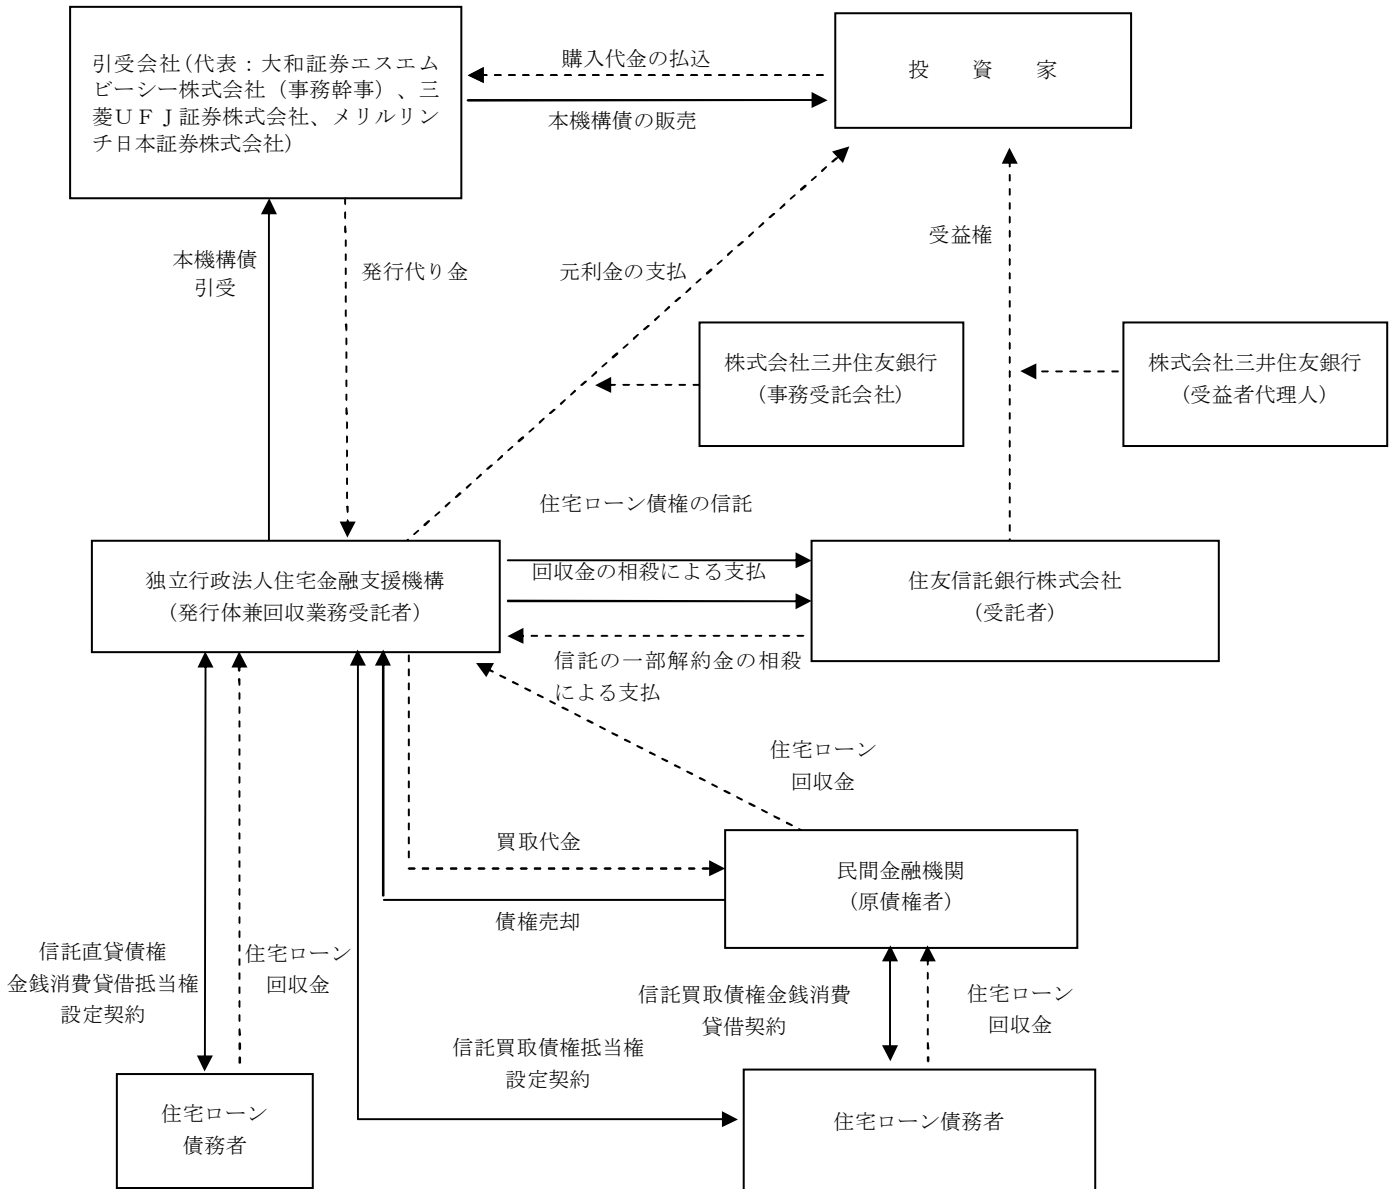 引受会社(代表：大和証券エスエム
ビーシー株式会社（事務幹事）、三
菱ＵＦＪ証券株式会社、メリルリン
チ日本証券株式会社)
購入代金の払込
本機構債の販売
投　資　家
本機構債
引受
発行代り金
元利金の支払
受益権
株式会社三井住友銀行
（事務受託会社）
株式会社三井住友銀行
（受益者代理人）
住宅ローン債権の信託
独立行政法人住宅金融支援機構
（発行体兼回収業務受託者）
回収金の相殺による支払
住友信託銀行株式会社
（受託者）
信託の一部解約金の相殺
による支払
住宅ローン
回収金
買取代金
債権売却
民間金融機関
（原債権者）
信託直貸債権
金銭消費貸借抵当権
設定契約
住宅ローン
回収金
信託買取債権金銭消費
貸借契約
住宅ローン
回収金
信託買取債権抵当権
設定契約
住宅ローン
債務者
住宅ローン債務者